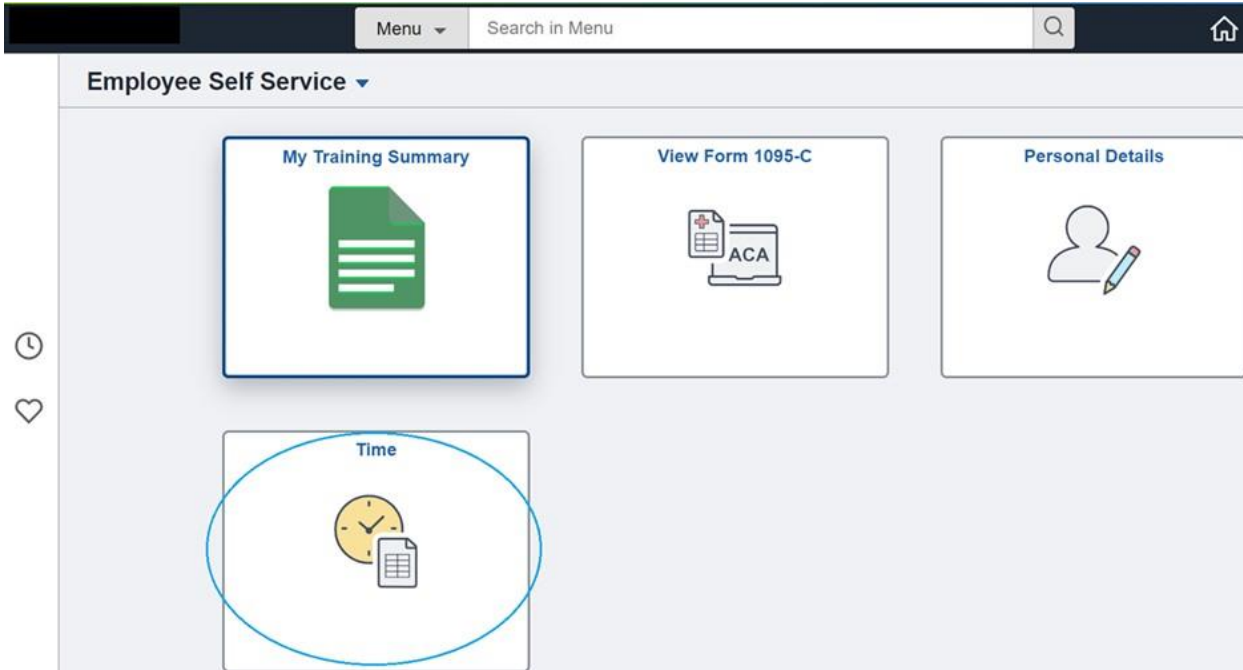 Menu
Search in Menu
Employee Self Service
My Training Summary
View Form 1095-C
Personal Details
ACA
Time